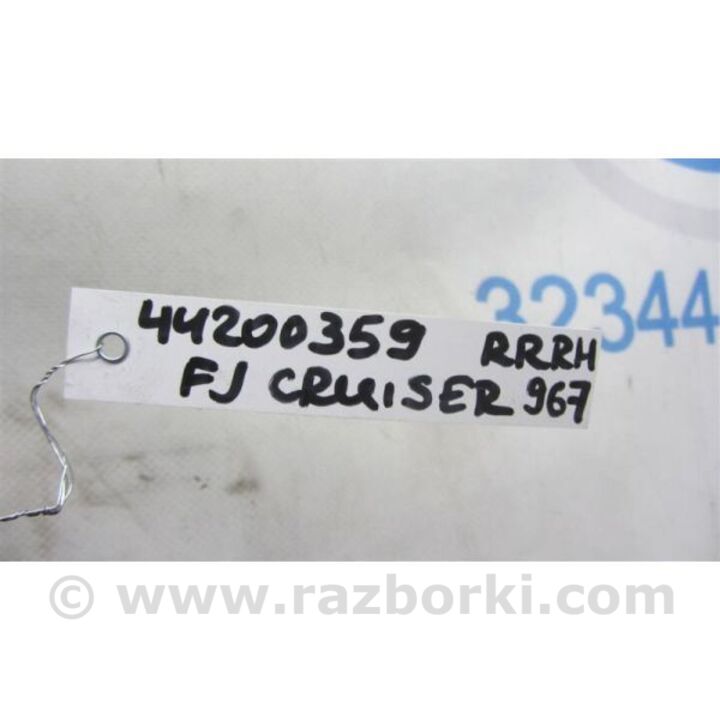 32344
44200359 RRRH
FJ CRUISER 967
© www.razborki.com